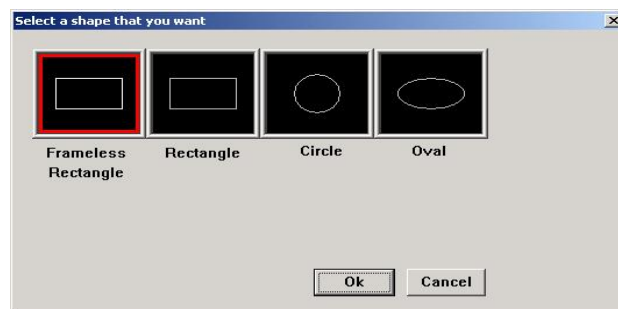 Select a shape that you want
Frameless
Rectangle
Rectangle
Circle
Oval
Ok
Cancel